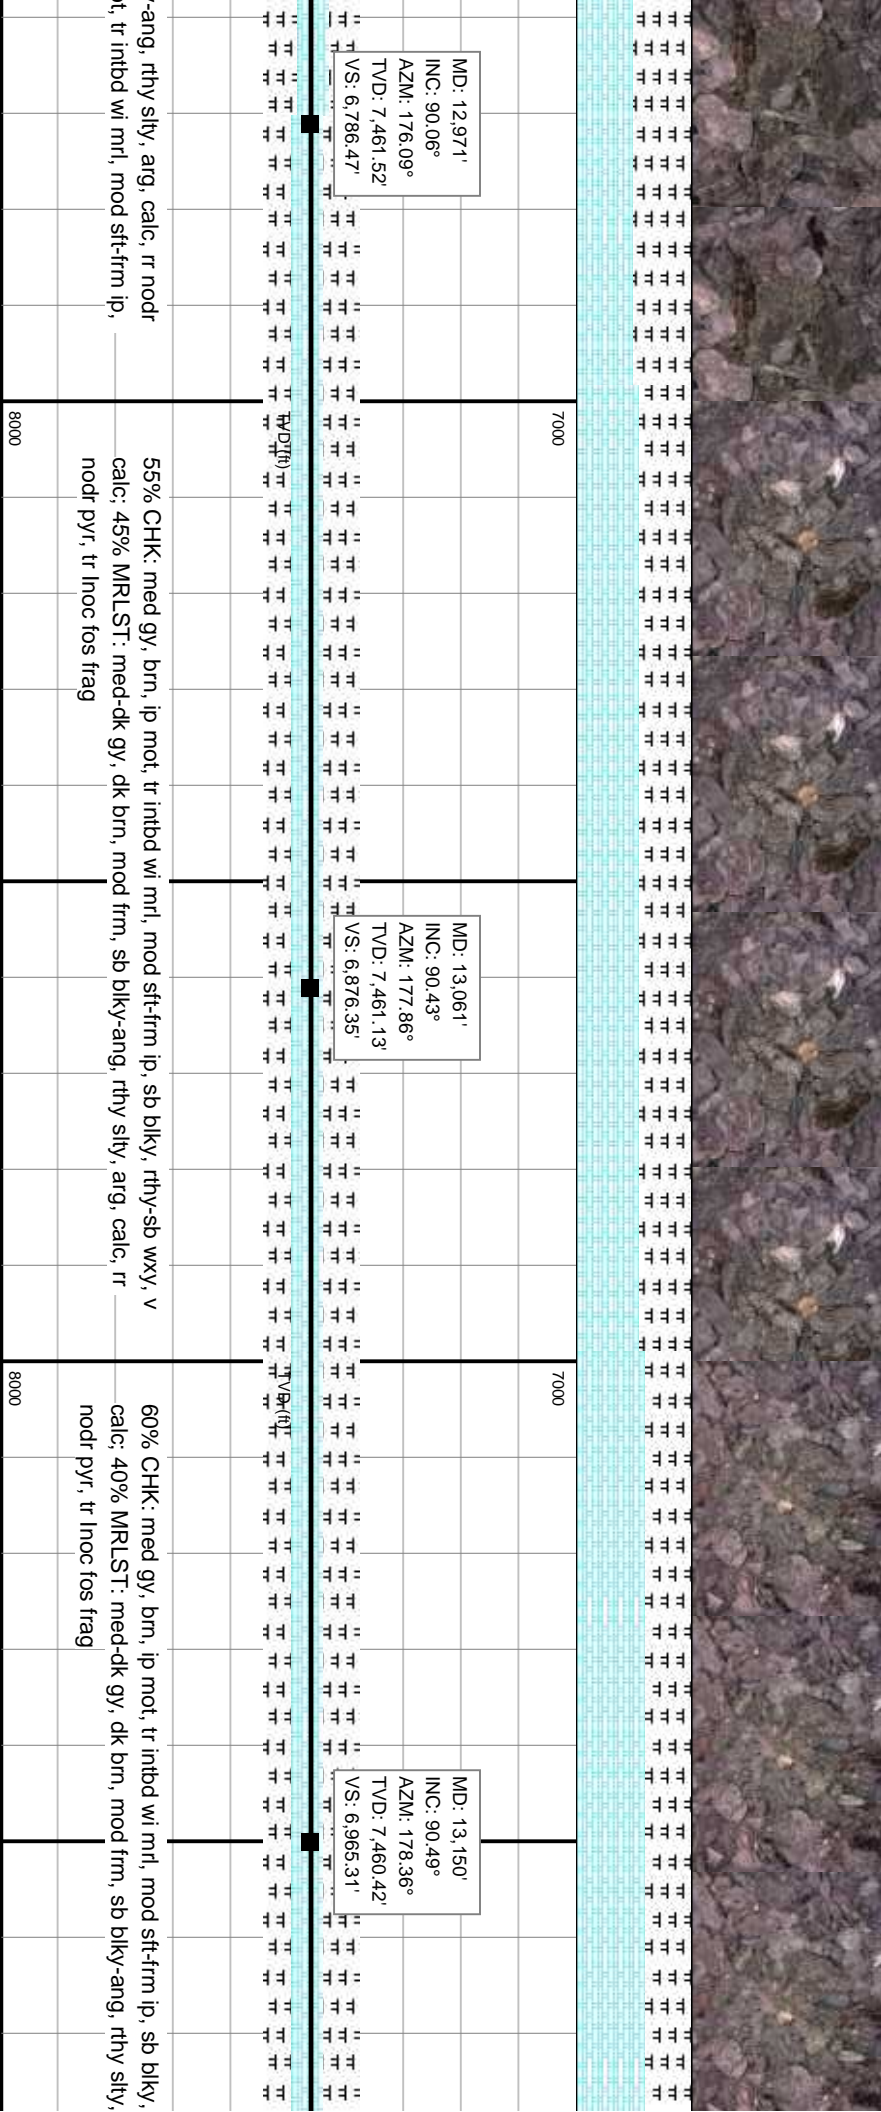 MD: 12,971'
INC: 90.06°
AZM: 176.09°
TVD: 7,461.52'
VS: 6,786.47'
-ang, rthy slty, arg, calc, rr nodr
tr intbd wi mrl, mod sft-frm ip,
7000
TVD (ft)
8000
55% CHK: med gy, brn, ip mot, tr intbd wi mrl, mod sft-frm ip, sb blky, rthy-sb wxy, v
calc; 45% MRLST: med-dk gy, dk brn, mod frm, sb blky-ang, rthy slty, arg, calc, rr
nodr pyr, tr Inoc fos frag
MD: 13,061'
INC: 90.43°
AZM: 177.86°
TVD: 7,461.13'
VS: 6,876.35'
7000
TVD (ft)
8000
60% CHK: med gy, brn, ip mot, tr intbd wi mrl, mod sft-frm ip, sb blky,
calc; 40% MRLST: med-dk gy, dk brn, mod frm, sb blky-ang, rthy slty,
nodr pyr, tr Inoc fos frag
MD: 13,150'
INC: 90.49°
AZM: 178.36°
TVD: 7,460.42'
VS: 6,965.31'